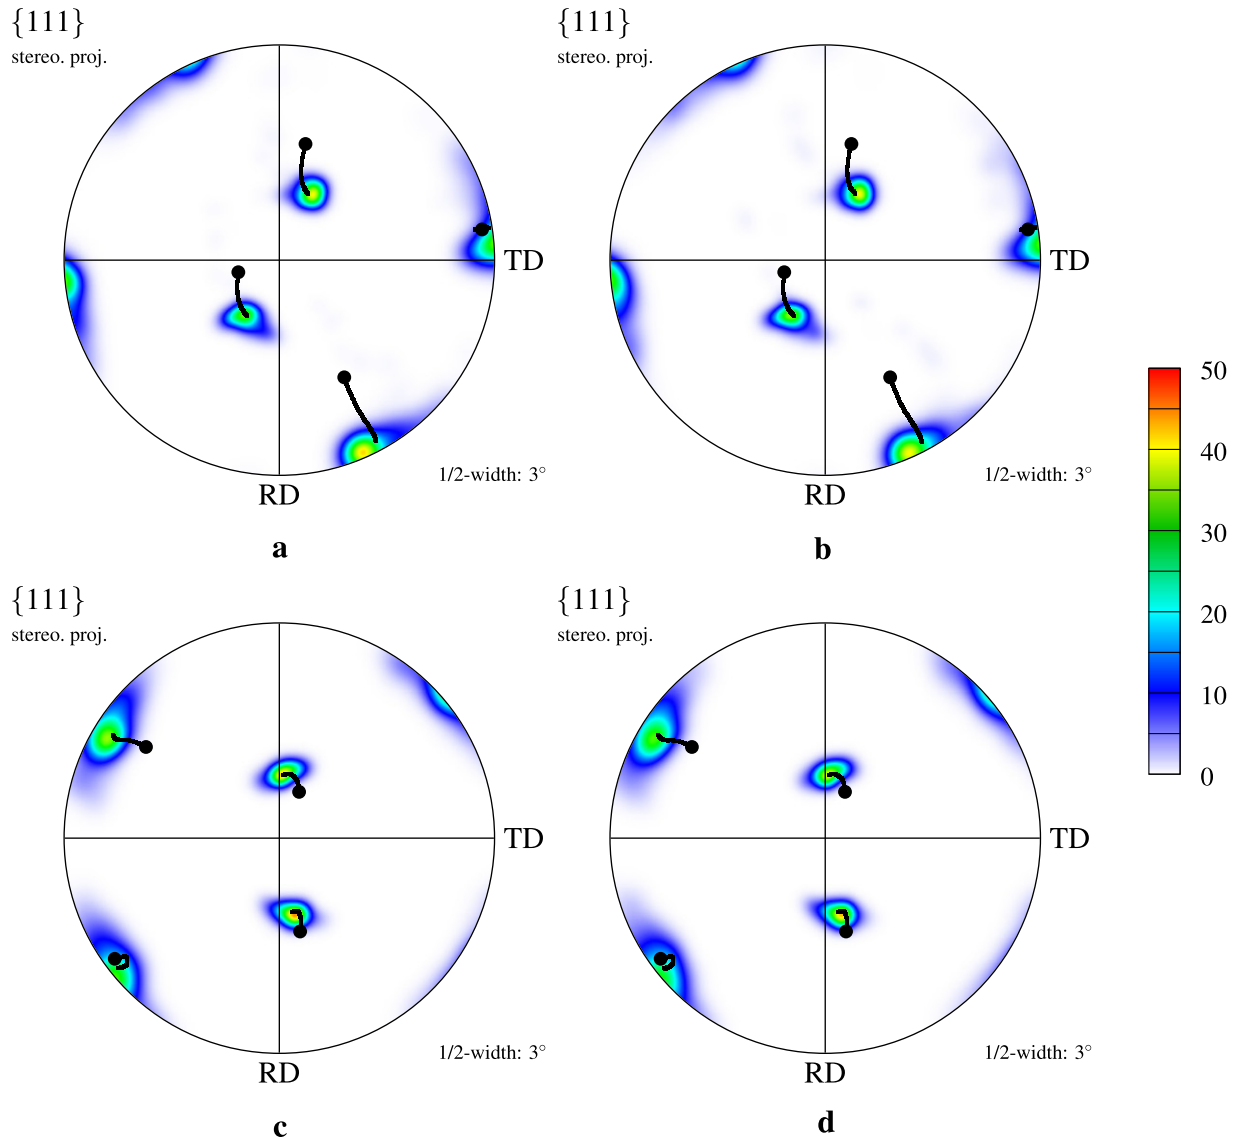 {111}
stereo. proj.
TD
1/2-width: 3°
RD
a
{111}
stereo. proj.
TD
1/2-width: 3°
RD
b
{111}
stereo. proj.
TD
1/2-width: 3°
RD
c
{111}
stereo. proj.
TD
1/2-width: 3°
RD
d
50
40
30
20
10
0